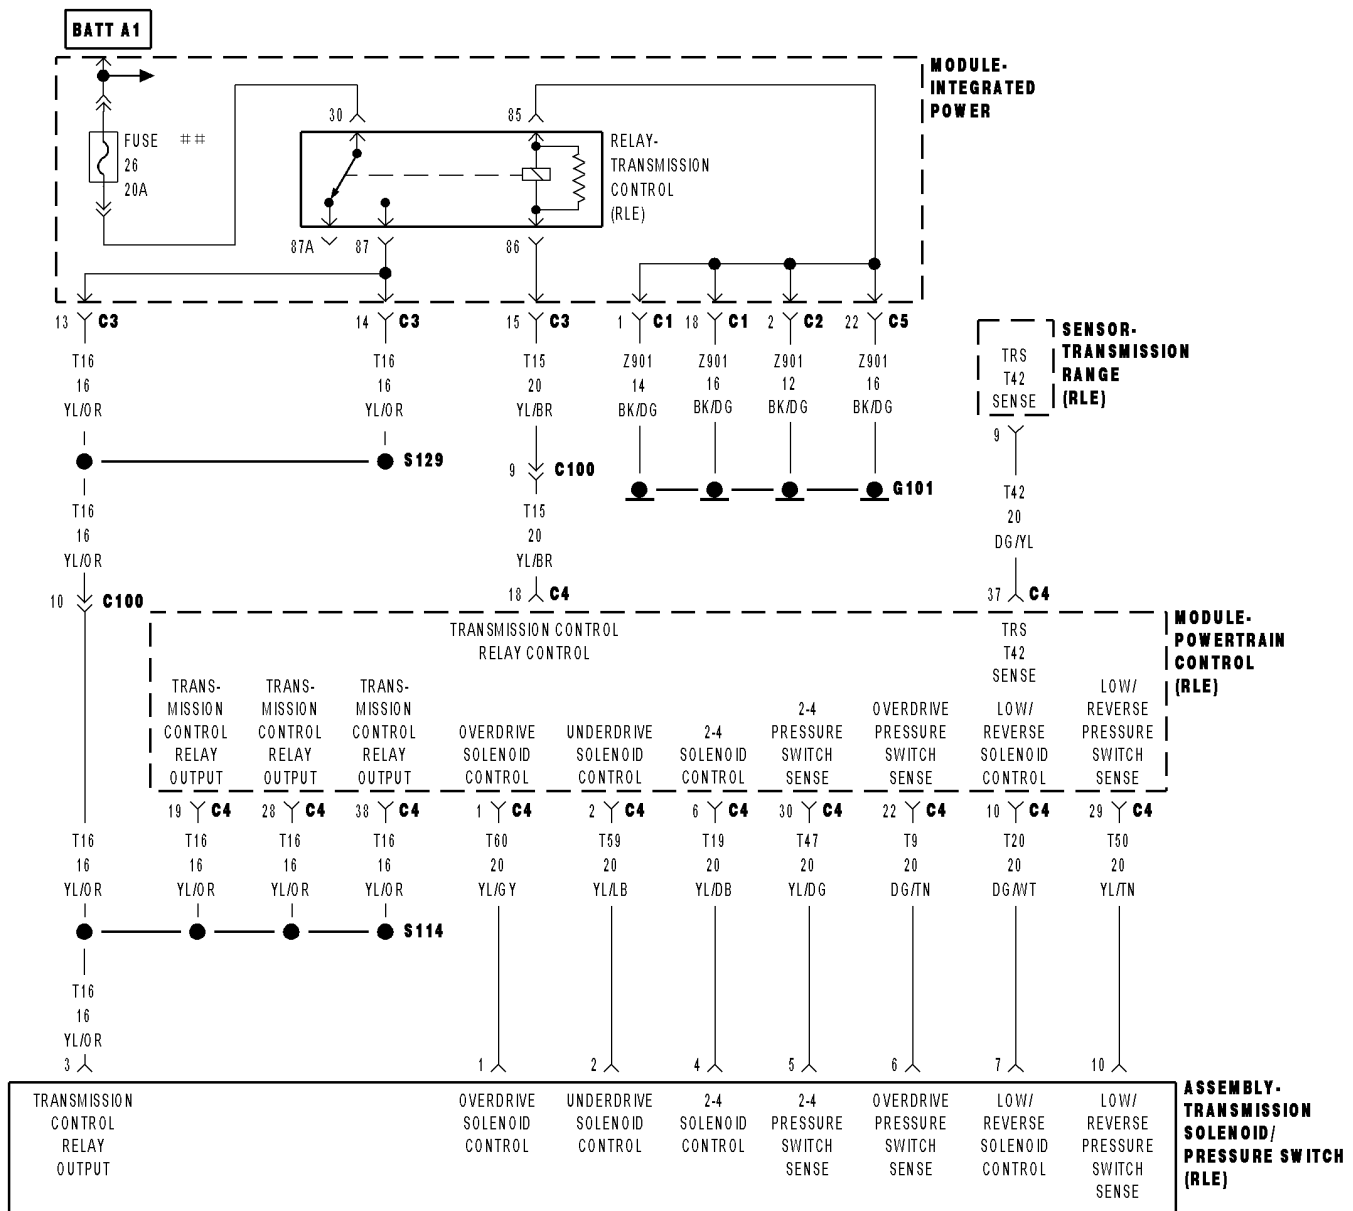 BATT A1
MODULE-
INTEGRATED
POWER
30
85
FUSE ##
26
20A
RELAY-
TRANSMISSION
CONTROL
(RLE)
87A
87
86
13 C3
14 C3
15 C3
1 C1
18 C1
2 C2
22 C5
SENSOR-
TRANSMISSION
RANGE
(RLE)
TRS
T42
SENSE
T16
16
YL/OR
T16
16
YL/OR
T15
20
YL/BR
Z901
14
BK/DG
Z901
16
BK/DG
Z901
12
BK/DG
Z901
16
BK/DG
9
S129
9 C100
G101
T16
16
YL/OR
T15
20
YL/BR
T42
20
DG/YL
10 C100
18 C4
37 C4
MODULE-
POWERTRAIN
CONTROL
(RLE)
TRANSMISSION CONTROL
RELAY CONTROL
TRS
T42
SENSE
TRANS-
MISSION
CONTROL
RELAY
OUTPUT
TRANS-
MISSION
CONTROL
RELAY
OUTPUT
TRANS-
MISSION
CONTROL
RELAY
OUTPUT
OVERDRIVE
SOLENOID
CONTROL
UNDERDRIVE
SOLENOID
CONTROL
2-4
SOLENOID
CONTROL
2-4
PRESSURE
SWITCH
SENSE
OVERDRIVE
PRESSURE
SWITCH
SENSE
LOW/
REVERSE
SOLENOID
CONTROL
LOW/
REVERSE
PRESSURE
SWITCH
SENSE
19 C4
28 C4
38 C4
1 C4
2 C4
6 C4
30 C4
22 C4
10 C4
29 C4
T16
16
YL/OR
T16
16
YL/OR
T16
16
YL/OR
T16
16
YL/OR
T60
20
YL/GY
T59
20
YL/LB
T19
20
YL/DB
T47
20
YL/DG
T9
20
DG/TN
T20
20
DG/WT
T50
20
YL/TN
S114
T16
16
YL/OR
3
1
2
4
5
6
7
10
ASSEMBLY-
TRANSMISSION
SOLENOID/
PRESSURE SWITCH
(RLE)
TRANSMISSION
CONTROL
RELAY
OUTPUT
OVERDRIVE
SOLENOID
CONTROL
UNDERDRIVE
SOLENOID
CONTROL
2-4
SOLENOID
CONTROL
2-4
PRESSURE
SWITCH
SENSE
OVERDRIVE
PRESSURE
SWITCH
SENSE
LOW/
REVERSE
SOLENOID
CONTROL
LOW/
REVERSE
PRESSURE
SWITCH
SENSE